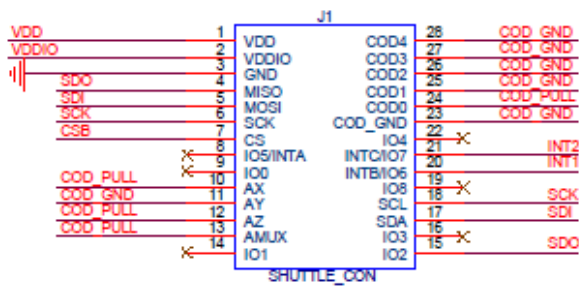 J1
VDD 1 VDD COD4 28 COD_GND
VDDIO 2 VDDIO COD3 27 COD_GND
3 GND COD2 26 COD_GND
SDO 4 MISO COD1 25 COD_GND
SDI 5 MOSI COD0 24 COD_PULL
SCK 6 SCK COD_GND 23 COD_GND
CSB 7 CS IO4 22
8 IO5/INTA INTC/IO7 21 INT2
9 IO0 INTB/IO6 20 INT1
COD_PULL 10 AX IO8 19
COD_GND 11 AY SCL 18 SCK
COD_PULL 12 AZ SDA 17 SDI
COD_PULL 13 AMUX IO3 16
14 IO1 IO2 15 SDO
SHUTTLE_CON